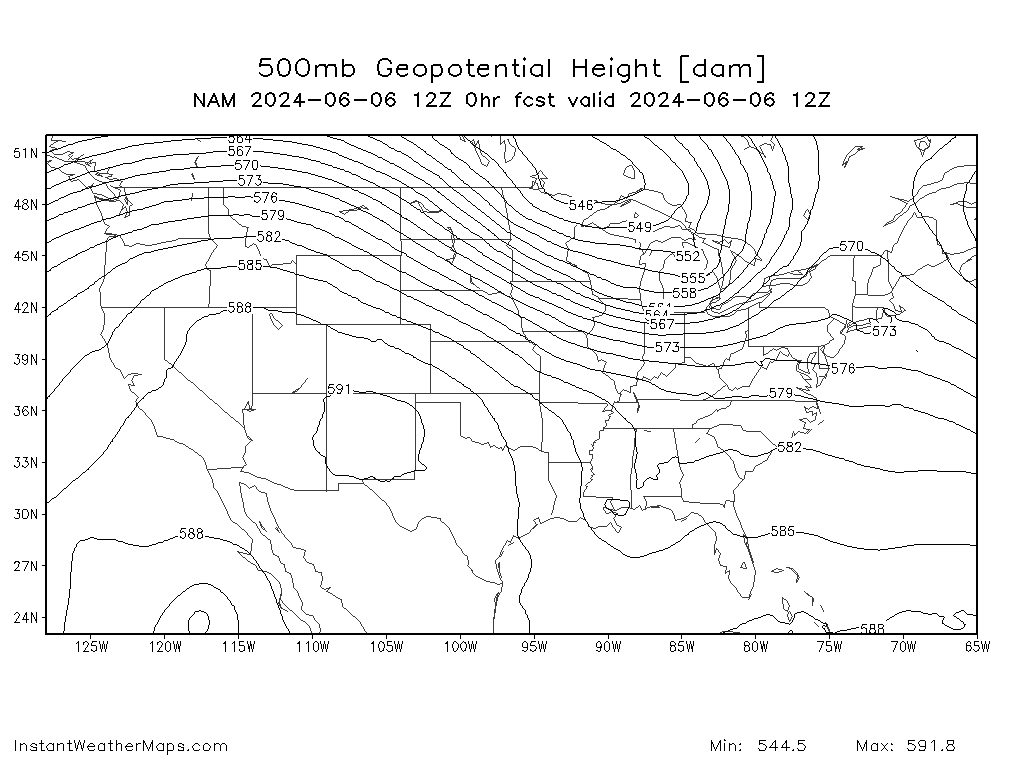 500mb Geopotential Height [dam]
NAM 2024-06-06 12Z 0hr fcst valid 2024-06-06 12Z
564
51N
567
570
573
576
48N
546
579
549
582
570
45N
552
585
555
558
588
42N
564
567
573
573
39N
576
591
579
36N
582
33N
30N
588
585
27N
24N
588
125W 120W 115W 110W 105W 100W 95W 90W 85W 80W 75W 70W 65W
InstantWeatherMaps.com
Min: 544.5 Max: 591.8